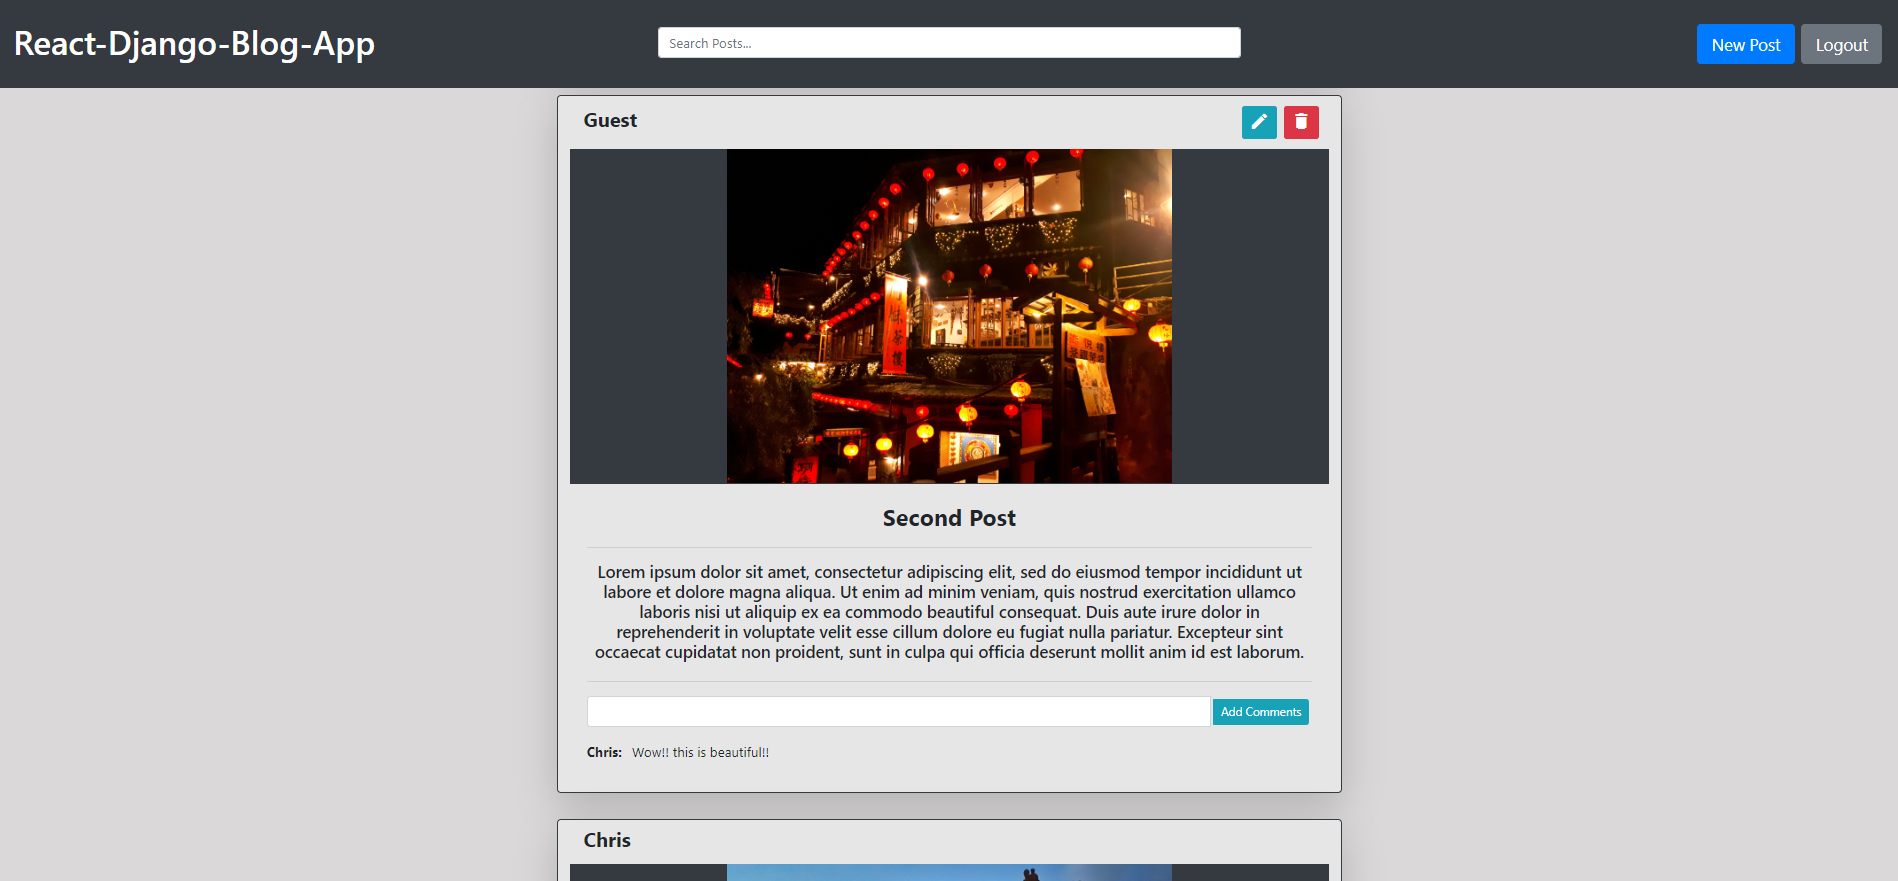 React-Django-Blog-App
Search Posts...
New Post
Logout
Guest
Second Post
Lorem ipsum dolor sit amet, consectetur adipiscing elit, sed do eiusmod tempor incididunt ut
labore et dolore magna aliqua. Ut enim ad minim veniam, quis nostrud exercitation ullamco
laboris nisi ut aliquip ex ea commodo beautiful consequat. Duis aute irure dolor in
reprehenderit in voluptate velit esse cillum dolore eu fugiat nulla pariatur. Excepteur sint
occaecat cupidatat non proident, sunt in culpa qui officia deserunt mollit anim id est laborum.
Add Comments
Chris: Wow!! this is beautiful!!
Chris